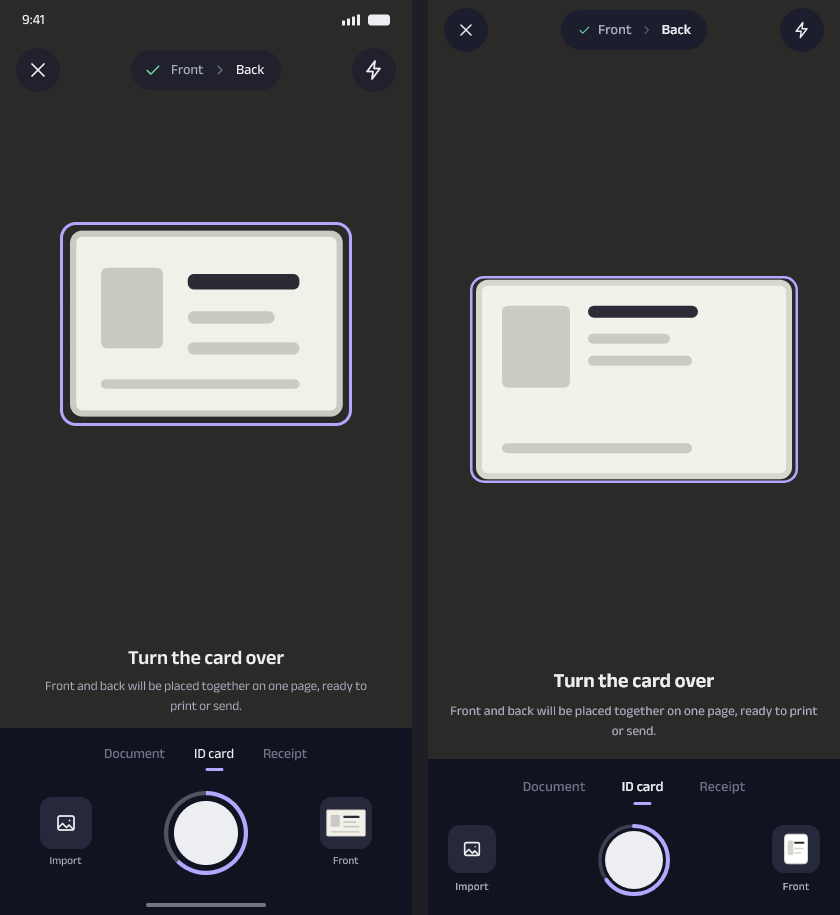 9:41
Front
Back
Turn the card over
Front and back will be placed together on one page, ready to
print or send.
Document
ID card
Receipt
Import
Front
Front
Back
Turn the card over
Front and back will be placed together on one page, ready to print
or send.
Document
ID card
Receipt
Import
Front